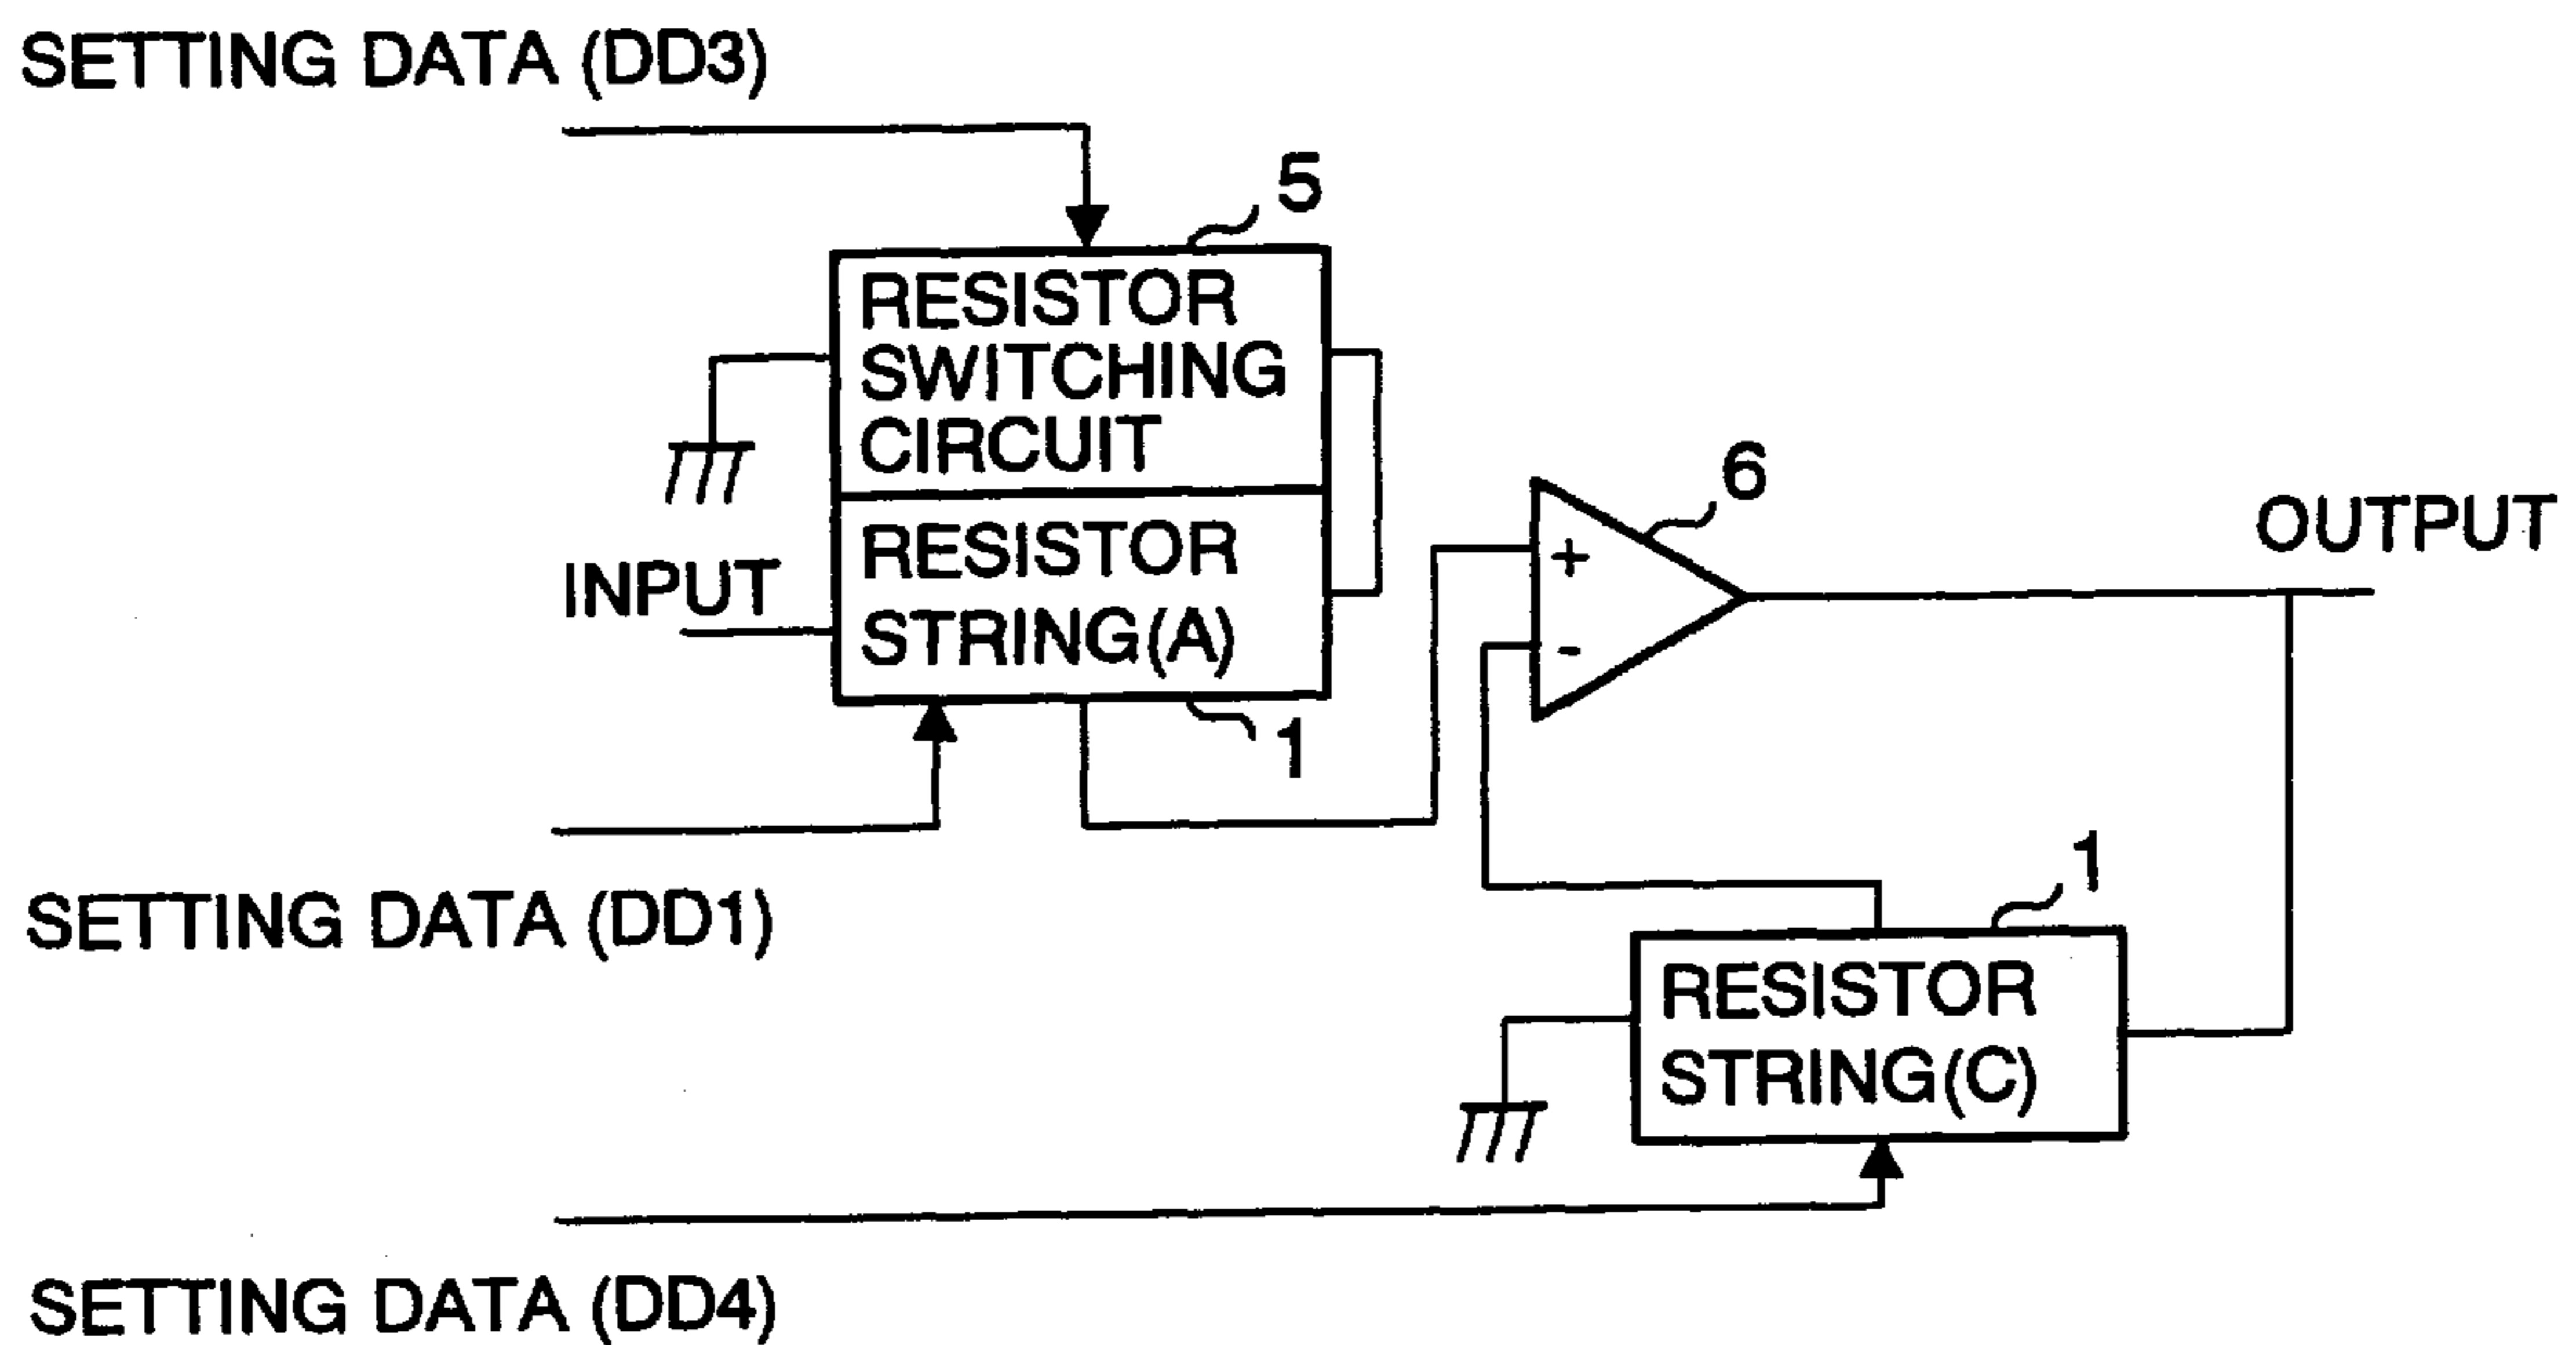 SETTING DATA (DD3)
5
RESISTOR
SWITCHING
CIRCUIT
RESISTOR
STRING(A)
INPUT
1
6
+
-
OUTPUT
SETTING DATA (DD1)
1
RESISTOR
STRING(C)
SETTING DATA (DD4)